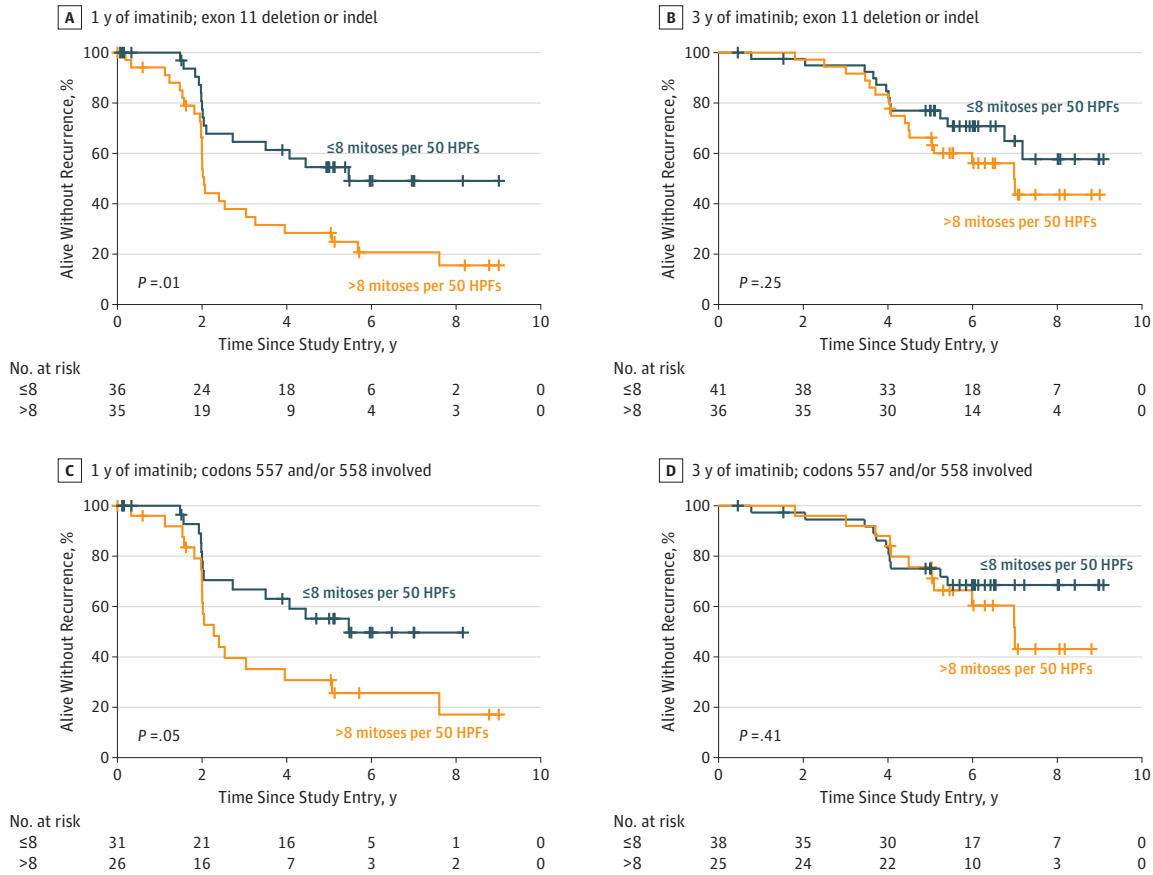 A 1 y of imatinib; exon 11 deletion or indel
100
80
60
40
20
0
Alive Without Recurrence, %
≤8 mitoses per 50 HPFs
>8 mitoses per 50 HPFs
P =.01
0 2 4 6 8 10
Time Since Study Entry, y
No. at risk
≤8 36 24 18 6 2 0
>8 35 19 9 4 3 0
B 3 y of imatinib; exon 11 deletion or indel
100
80
60
40
20
0
Alive Without Recurrence, %
≤8 mitoses per 50 HPFs
>8 mitoses per 50 HPFs
P =.25
0 2 4 6 8 10
Time Since Study Entry, y
No. at risk
≤8 41 38 33 18 7 0
>8 36 35 30 14 4 0
C 1 y of imatinib; codons 557 and/or 558 involved
100
80
60
40
20
0
Alive Without Recurrence, %
≤8 mitoses per 50 HPFs
>8 mitoses per 50 HPFs
P =.05
0 2 4 6 8 10
Time Since Study Entry, y
No. at risk
≤8 31 21 16 5 1 0
>8 26 16 7 3 2 0
D 3 y of imatinib; codons 557 and/or 558 involved
100
80
60
40
20
0
Alive Without Recurrence, %
≤8 mitoses per 50 HPFs
>8 mitoses per 50 HPFs
P =.41
0 2 4 6 8 10
Time Since Study Entry, y
No. at risk
≤8 38 35 30 17 7 0
>8 25 24 22 10 3 0